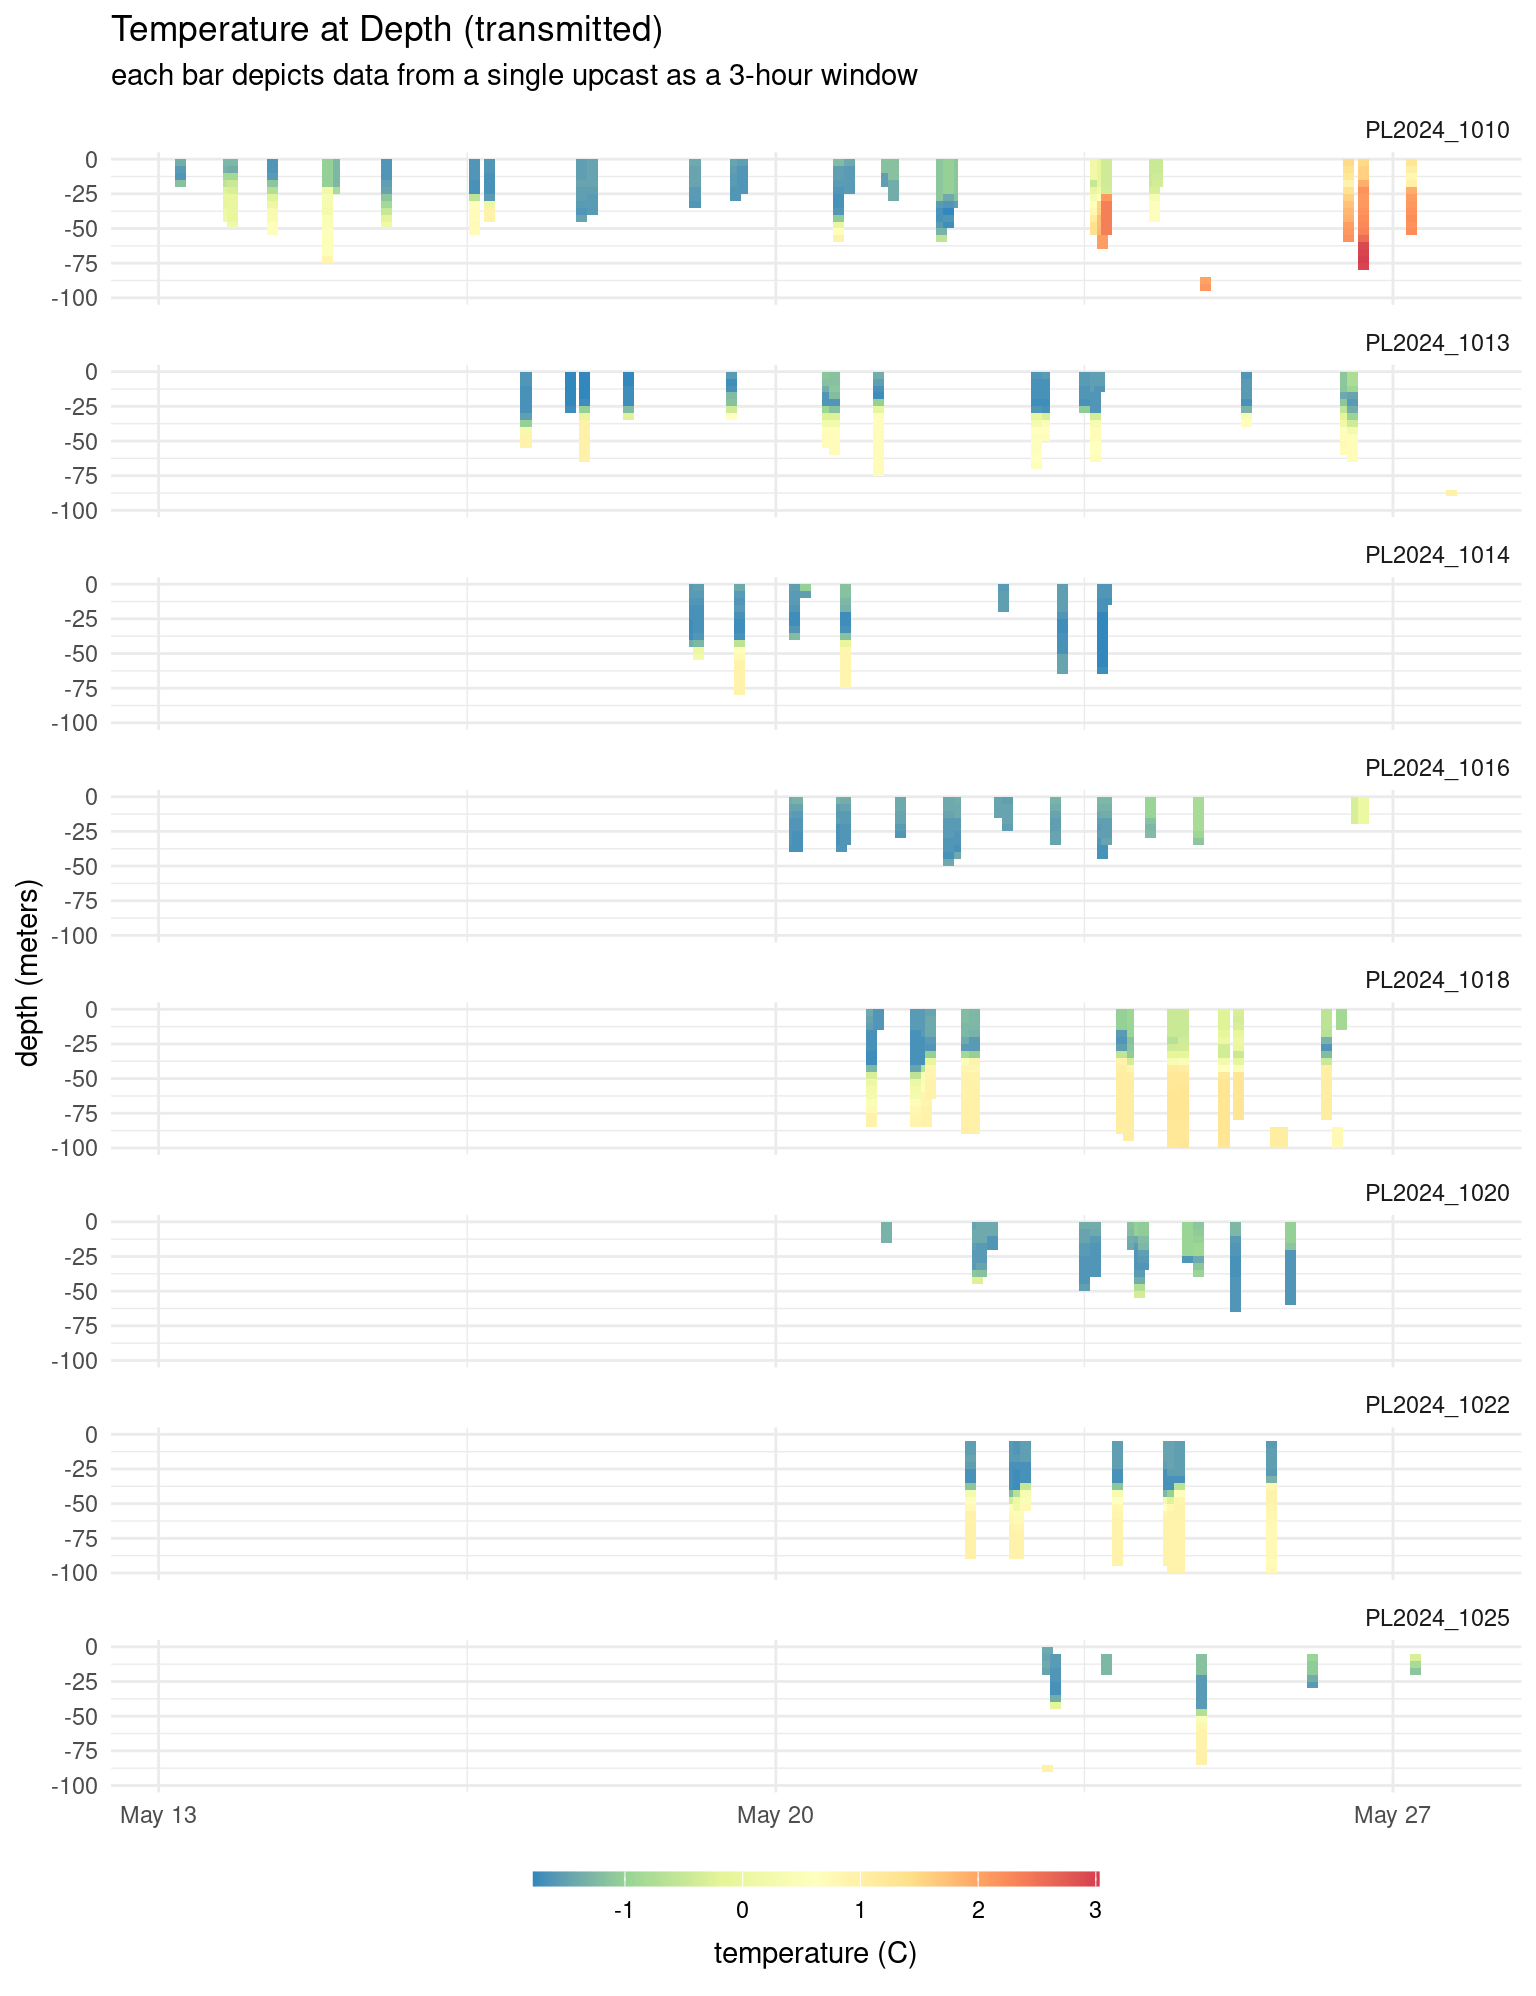 Temperature at Depth (transmitted)
each bar depicts data from a single upcast as a 3-hour window
PL2024_1010
0
-25
-50
-75
-100
PL2024_1013
0
-25
-50
-75
-100
PL2024_1014
0
-25
-50
-75
-100
PL2024_1016
0
-25
-50
-75
-100
depth (meters)
PL2024_1018
0
-25
-50
-75
-100
PL2024_1020
0
-25
-50
-75
-100
PL2024_1022
0
-25
-50
-75
-100
PL2024_1025
0
-25
-50
-75
-100
May 13 May 20 May 27
-1 0 1 2 3
temperature (C)